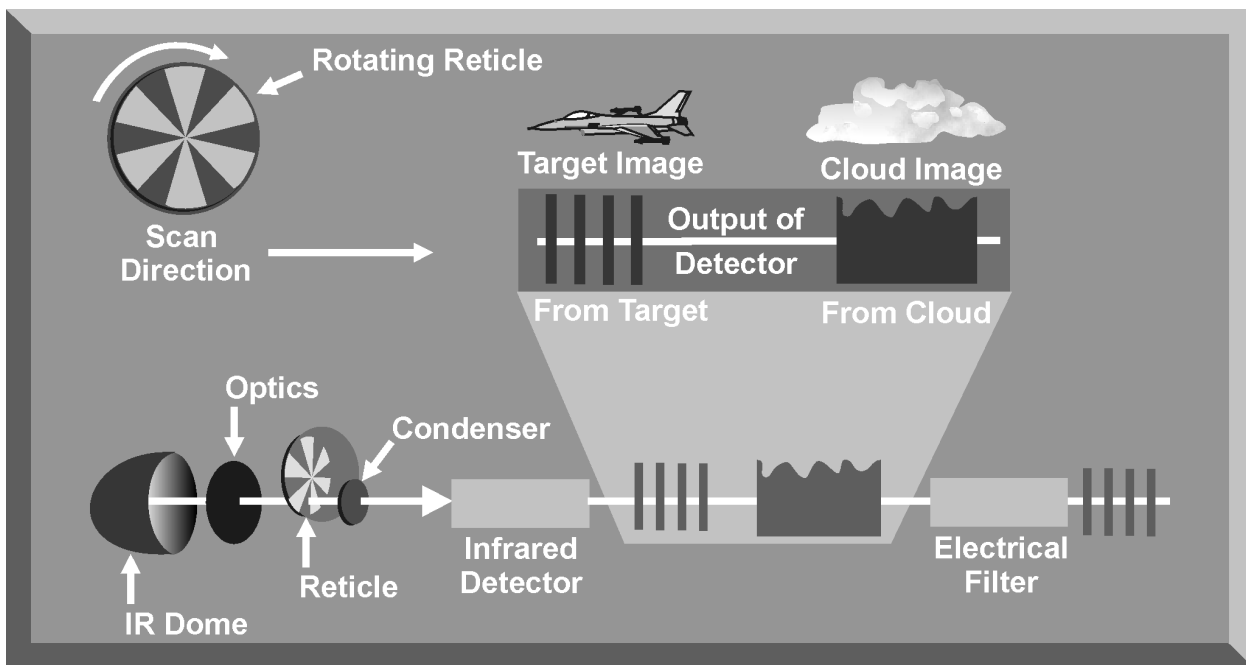 Rotating Reticle
Scan
Direction
Target Image
Cloud Image
Output of
Detector
From Target
From Cloud
Optics
Condenser
Infrared
Detector
Electrical
Filter
Reticle
IR Dome